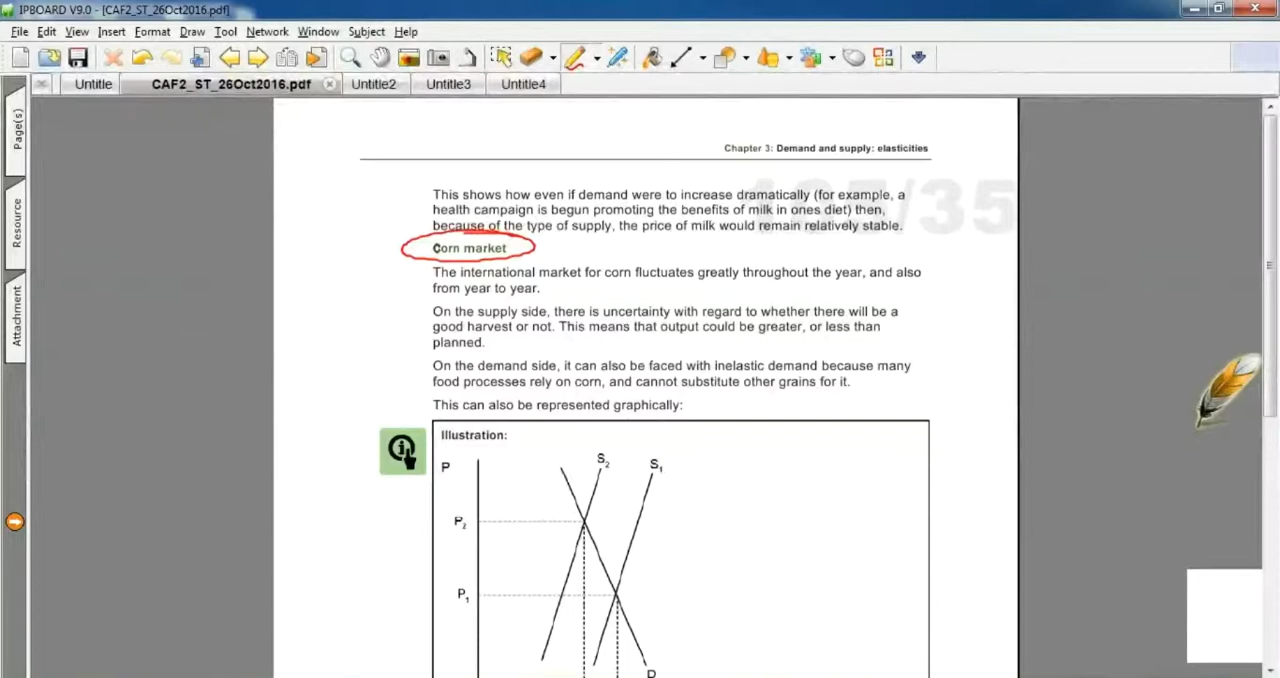 IPBOARD V9.0 - [CAF2_ST_26Oct2016.pdf]
File Edit View Insert Format Draw Tool Network Window Subject Help
Untitle CAF2_ST_26Oct2016.pdf Untitle2 Untitle3 Untitle4
Page(s)
Resource
Attachment
Chapter 3: Demand and supply: elasticities
This shows how even if demand were to increase dramatically (for example, a
health campaign is begun promoting the benefits of milk in ones diet) then,
because of the type of supply, the price of milk would remain relatively stable.
Corn market
The international market for corn fluctuates greatly throughout the year, and also
from year to year.
On the supply side, there is uncertainty with regard to whether there will be a
good harvest or not. This means that output could be greater, or less than
planned.
On the demand side, it can also be faced with inelastic demand because many
food processes rely on corn, and cannot substitute other grains for it.
This can also be represented graphically:
Illustration:
P
S2
S1
P2
P1
D